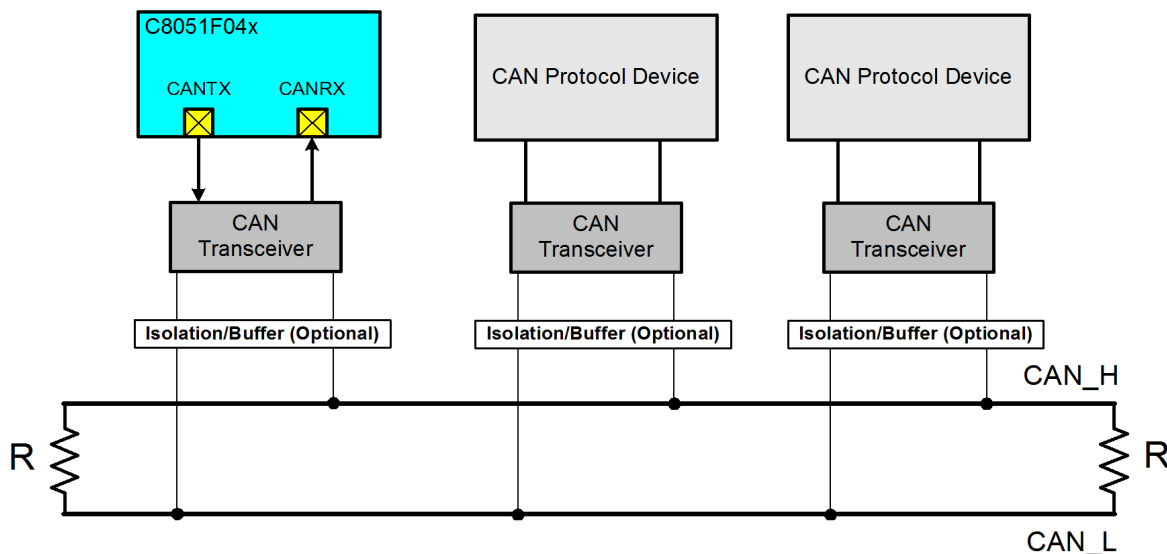 C8051F04x
CANTX
CANRX
CAN Protocol Device
CAN Protocol Device
CAN
Transceiver
CAN
Transceiver
CAN
Transceiver
Isolation/Buffer (Optional)
Isolation/Buffer (Optional)
Isolation/Buffer (Optional)
CAN_H
R
R
CAN_L